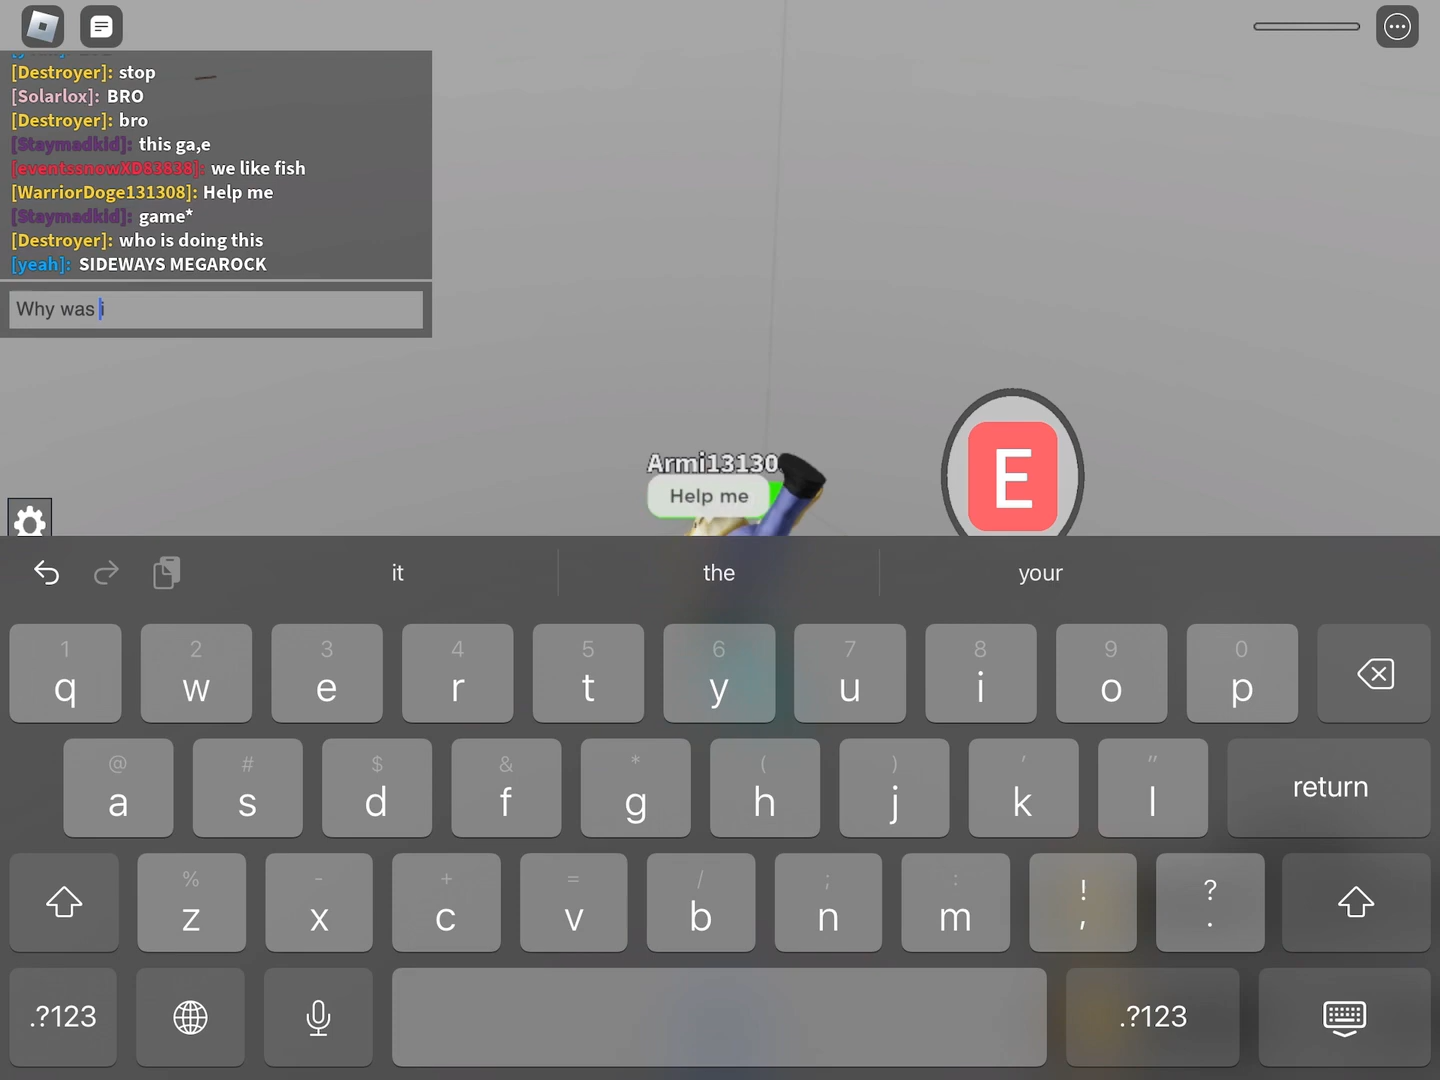 [Destroyer]: stop
[Solarlox]: BRO
[Destroyer]: bro
[Staymadkid]: this ga,e
[eventssnowXD83838]: we like fish
[WarriorDoge131308]: Help me
[Staymadkid]: game*
[Destroyer]: who is doing this
[yeah]: SIDEWAYS MEGAROCK
Why was i
Armi13130
Help me
E
it the your
1 2 3 4 5 6 7 8 9 0
q w e r t y u i o p
@ # $ & * ( ) ' "
a s d f g h j k l return
% - + = / ; : ! ?
z x c v b n m , .
.?123 .?123